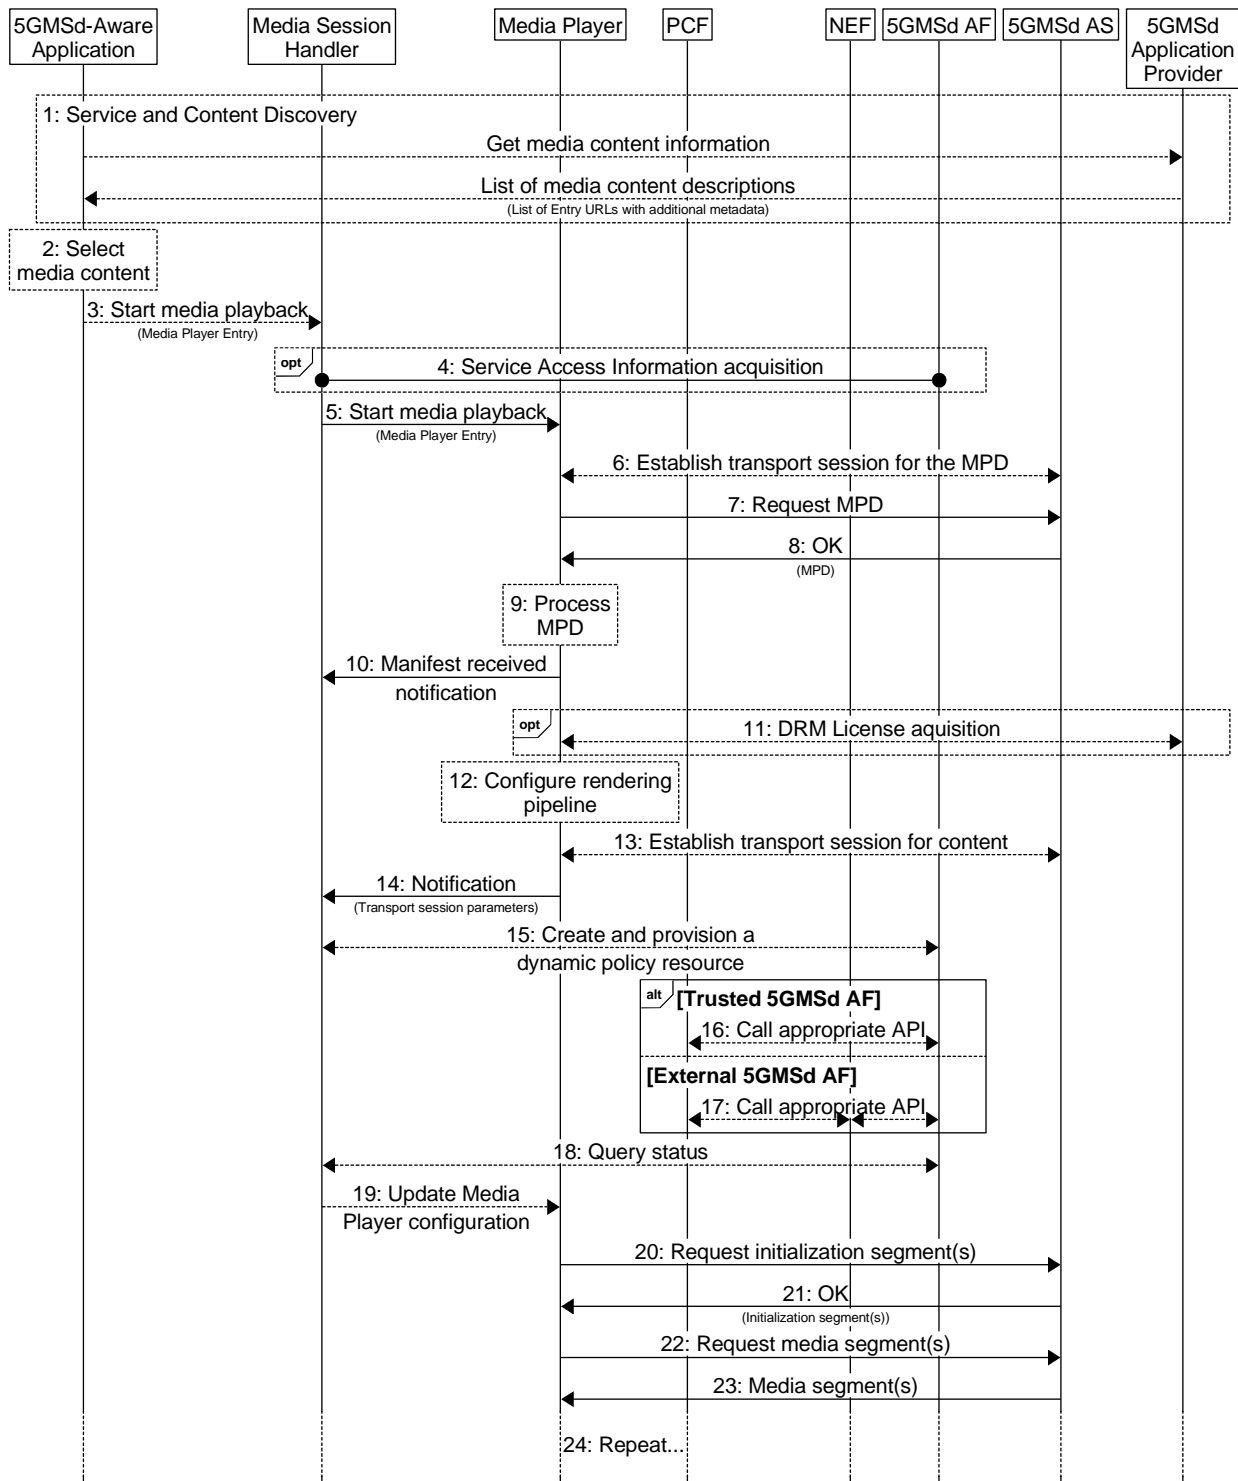 5GMSd-Aware
Application
Media Session
Handler
Media Player
PCF
NEF
5GMSd AF
5GMSd AS
5GMSd
Application
Provider
1: Service and Content Discovery
Get media content information
List of media content descriptions
(List of Entry URLs with additional metadata)
2: Select
media content
3: Start media playback
(Media Player Entry)
opt
4: Service Access Information acquisition
5: Start media playback
(Media Player Entry)
6: Establish transport session for the MPD
7: Request MPD
8: OK
(MPD)
9: Process
MPD
10: Manifest received
notification
opt
11: DRM License aquisition
12: Configure rendering
pipeline
13: Establish transport session for content
14: Notification
(Transport session parameters)
15: Create and provision a
dynamic policy resource
alt
[Trusted 5GMSd AF]
16: Call appropriate API
[External 5GMSd AF]
17: Call appropriate API
18: Query status
19: Update Media
Player configuration
20: Request initialization segment(s)
21: OK
(Initialization segment(s))
22: Request media segment(s)
23: Media segment(s)
24: Repeat...